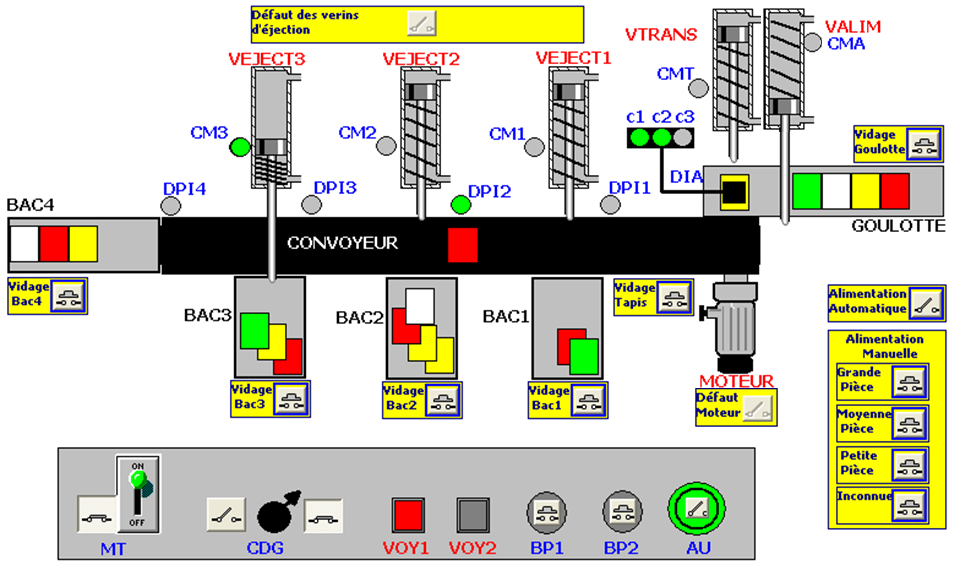 Défaut des verins
d'éjection
VEJECT3
VEJECT2
VEJECT1
VTRANS
VALIM
CMA
CMT
c1 c2 c3
CM3
CM2
CM1
Vidage
Goulotte
DPI4
DPI3
DPI2
DPI1
DIA
BAC4
CONVOYEUR
GOULOTTE
Vidage
Bac4
BAC3
BAC2
BAC1
Vidage
Tapis
Alimentation
Automatique
Vidage
Bac3
Vidage
Bac2
Vidage
Bac1
MOTEUR
Défaut
Moteur
Alimentation
Manuelle
Grande
Pièce
Moyenne
Pièce
Petite
Pièce
Inconnue
ON
OFF
MT
CDG
VOY1
VOY2
BP1
BP2
AU